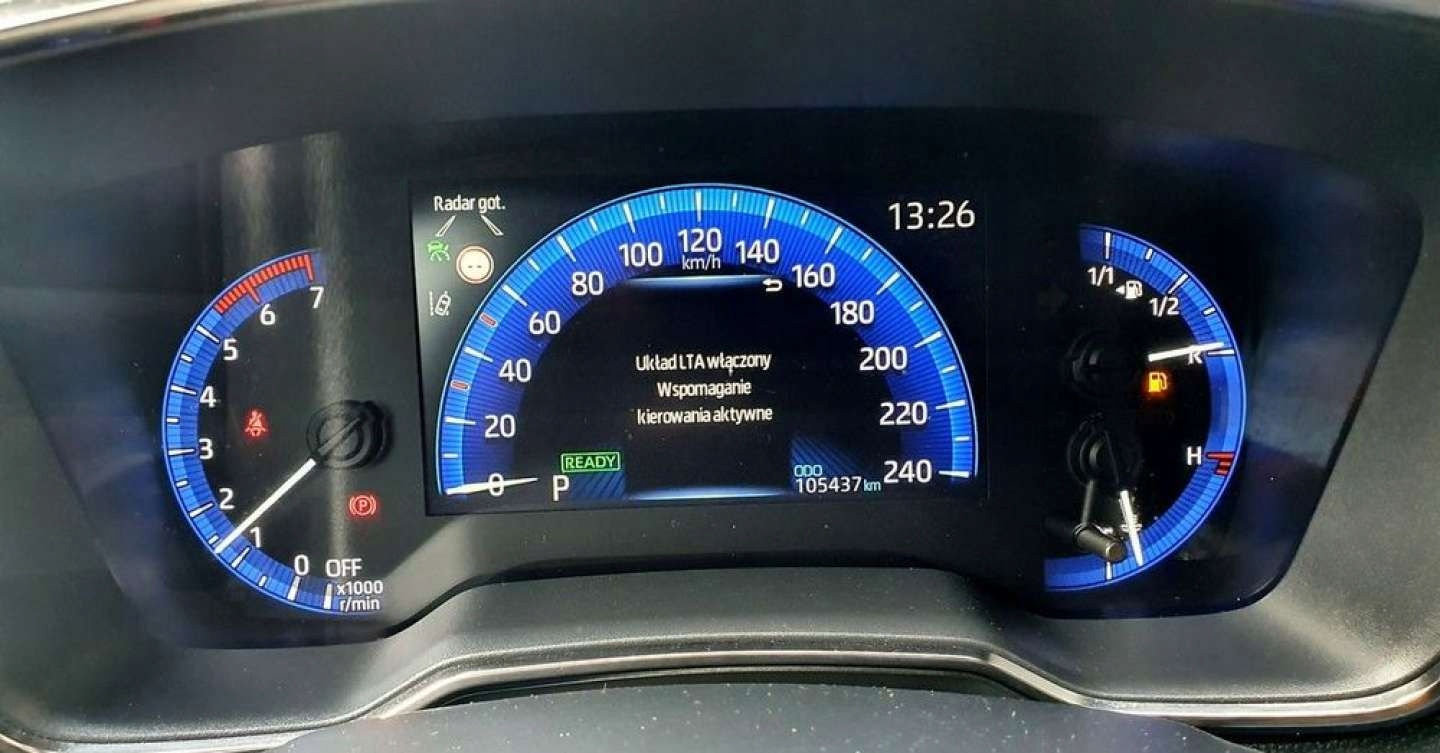 Radar got.
--
13:26
0
20
40
60
80
100
120
km/h
140
160
180
200
220
240
Układ LTA włączony
Wspomaganie
kierowania aktywne
READY
P
ODO
105437 km
7
6
5
4
3
2
1
0
OFF
x1000
r/min
P
1/1
1/2
R
H